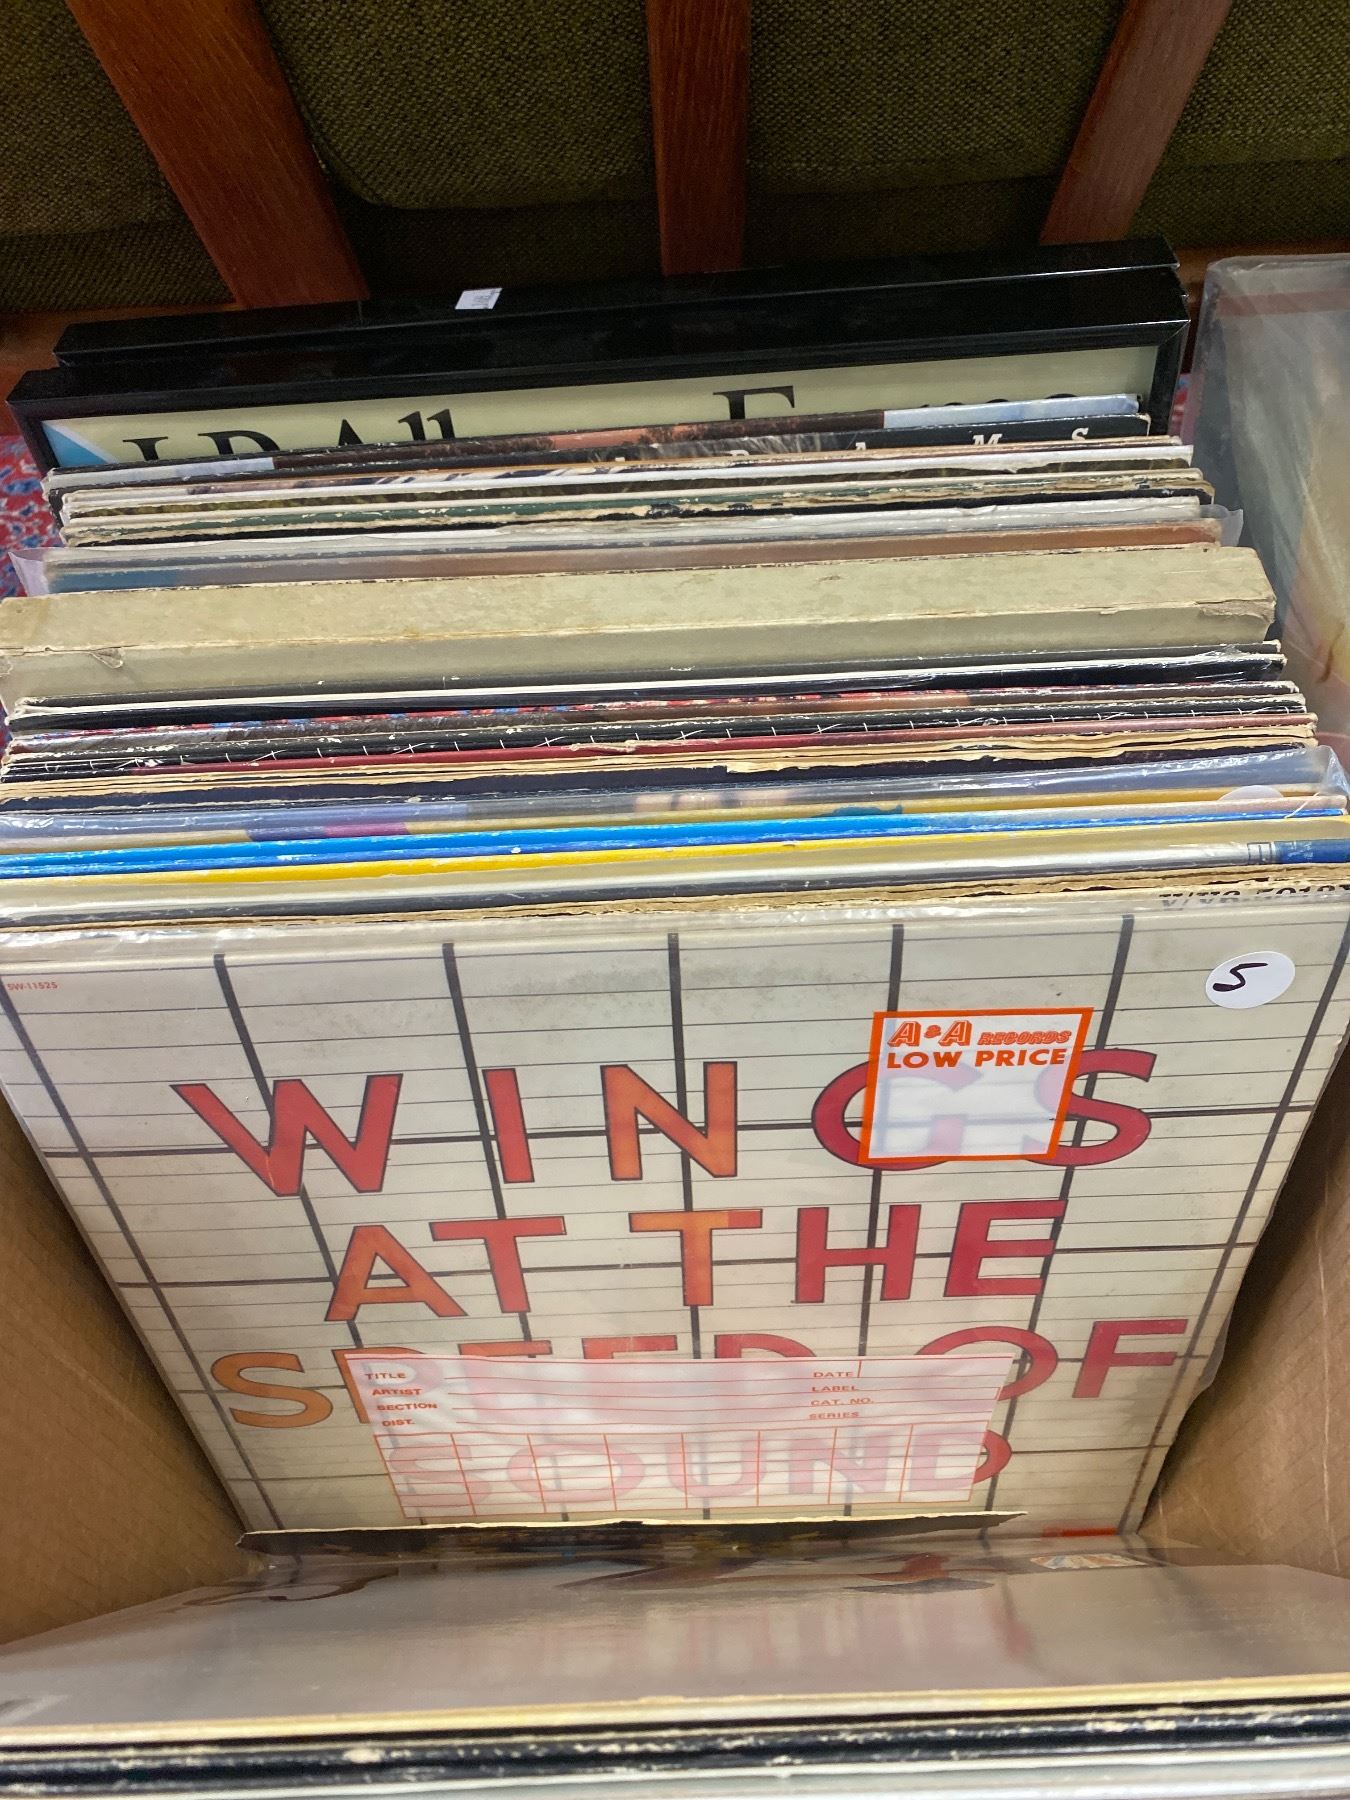 A M S
SW-11525
5
A & A RECORDS
LOW PRICE
WINGS
AT THE
SPEED OF
SOUND
TITLE
ARTIST
SECTION
DIST.
DATE
LABEL
CAT. NO.
SERIES